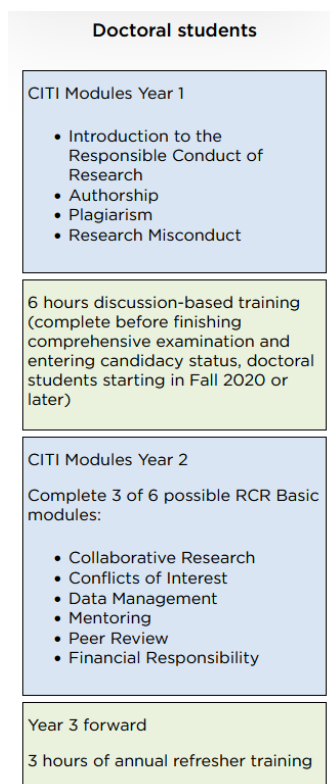 Doctoral students
CITI Modules Year 1
• Introduction to the
Responsible Conduct of
Research
• Authorship
• Plagiarism
• Research Misconduct
6 hours discussion-based training
(complete before finishing
comprehensive examination and
entering candidacy status, doctoral
students starting in Fall 2020 or
later)
CITI Modules Year 2
Complete 3 of 6 possible RCR Basic
modules:
• Collaborative Research
• Conflicts of Interest
• Data Management
• Mentoring
• Peer Review
• Financial Responsibility
Year 3 forward
3 hours of annual refresher training